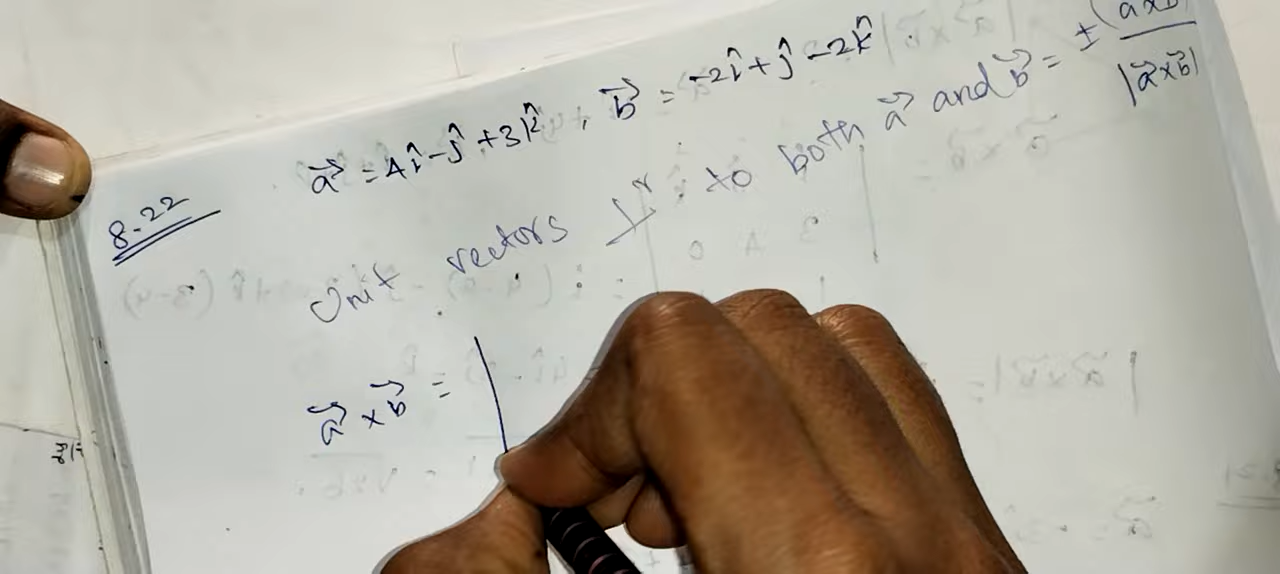 8.22 a⃗ = 4î - ĵ + 3k̂, b⃗ = -2î + ĵ - 2k̂
Unit vectors ⊥r to both a⃗ and b⃗ = ± (a⃗ x b⃗) / |a⃗ x b⃗|
a⃗ x b⃗ = |